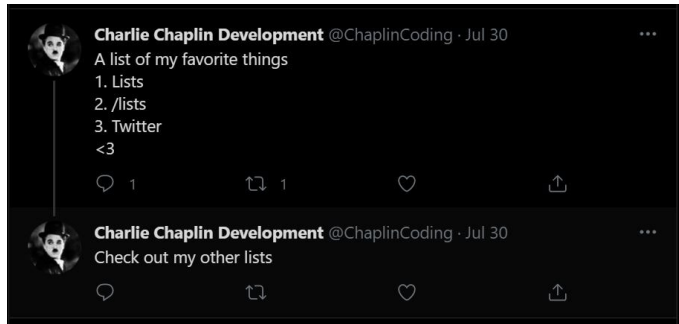 Charlie Chaplin Development @ChaplinCoding · Jul 30
A list of my favorite things
1. Lists
2. /lists
3. Twitter
<3
1 1
Charlie Chaplin Development @ChaplinCoding · Jul 30
Check out my other lists